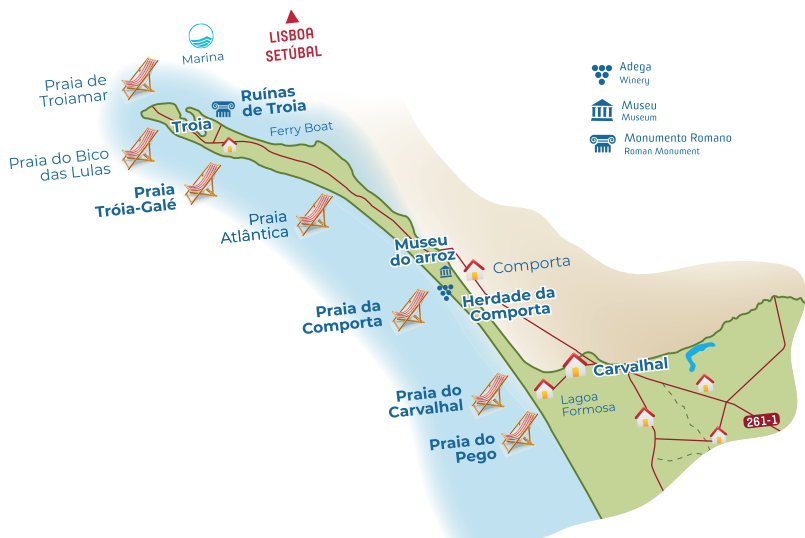 LISBOA
SETÚBAL
Marina
Praia de
Troiamar
Ruínas
de Troia
Troia
Ferry Boat
Praia do Bico
das Lulas
Praia
Tróia-Galé
Praia
Atlântica
Museu
do arroz
Comporta
Herdade da
Comporta
Praia da
Comporta
Carvalhal
Praia do
Carvalhal
Lagoa
Formosa
Praia do
Pego
261-1
Adega
Winery
Museu
Museum
Monumento Romano
Roman Monument